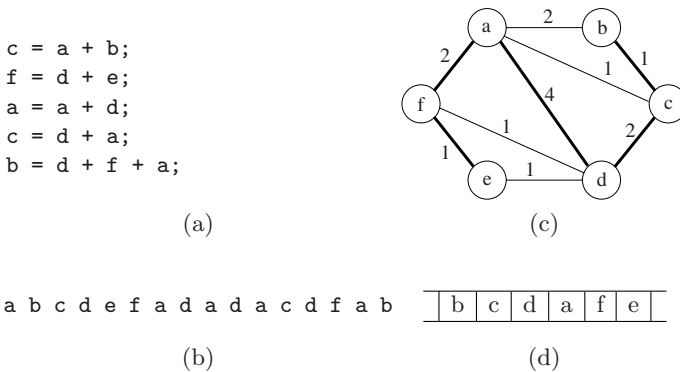 c = a + b;
f = d + e;
a = a + d;
c = d + a;
b = d + f + a;
(a)
a 2 b
2 1 1
4
f c
1 2
1 1
e d
(c)
a b c d e f a d a d a c d f a b
(b)
b c d a f e
(d)